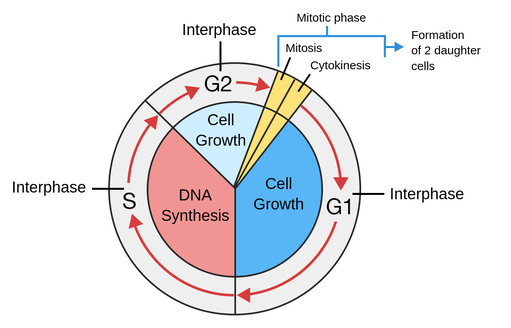 Mitotic phase
Interphase
Formation
of 2 daughter
cells
Mitosis
Cytokinesis
G2
Cell
Growth
Interphase
S
DNA
Synthesis
Cell
Growth
G1
Interphase